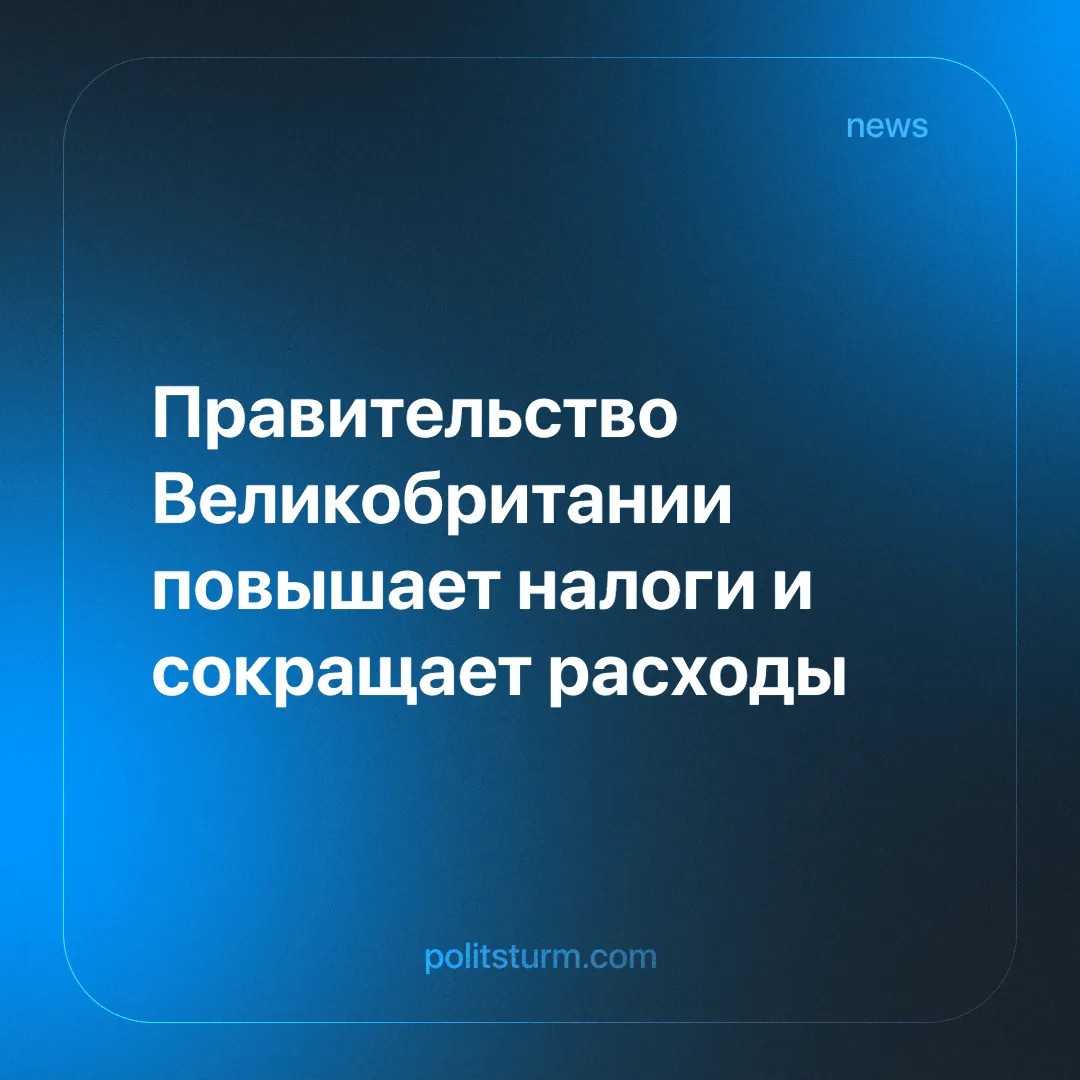 news
Правительство
Великобритании
повышает налоги и
сокращает расходы
politsturm.com